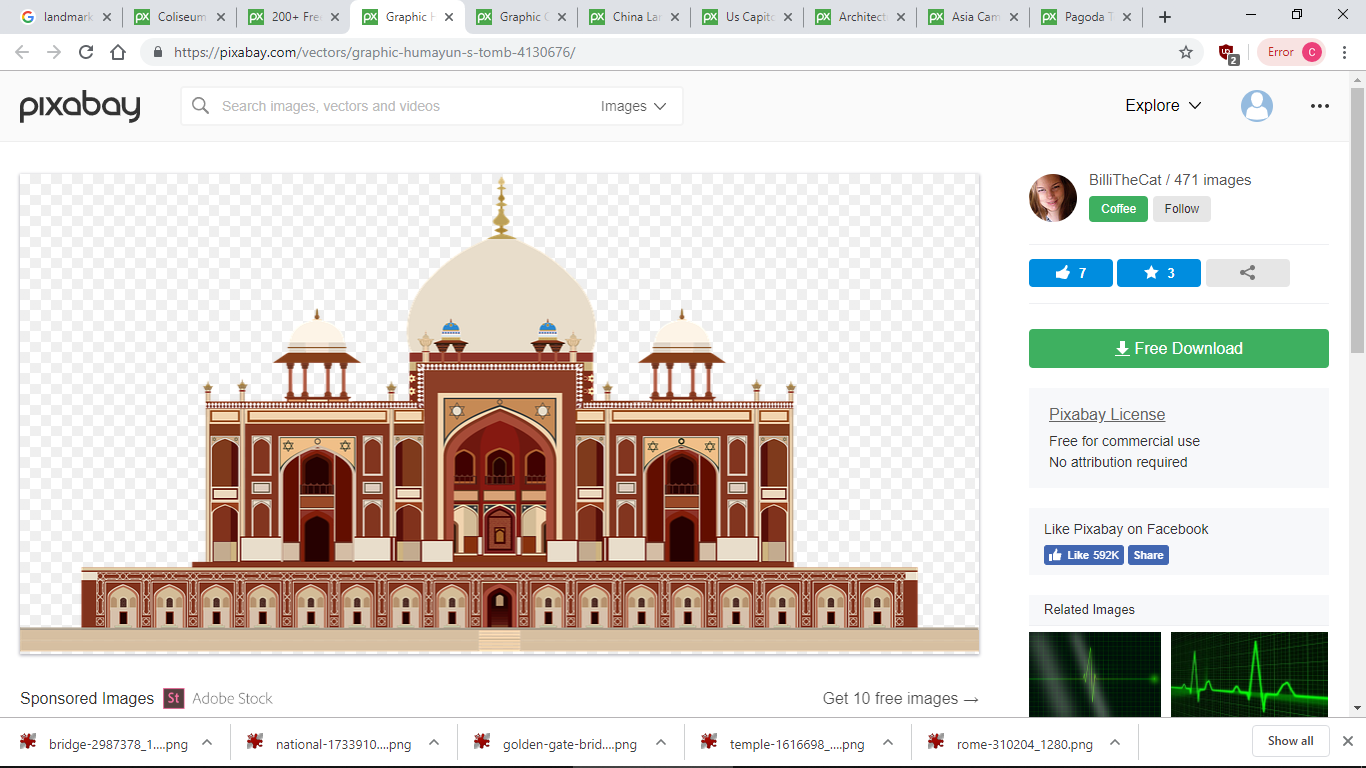 landmark
Coliseum
200+ Fre
Graphic H
Graphic
China La
Us Capit
Architect
Asia Cam
Pagoda T
https://pixabay.com/vectors/graphic-humayun-s-tomb-4130676/
2
Error
C
pixabay
Search images, vectors and videos
Images
Explore
BilliTheCat / 471 images
Coffee
Follow
7
3
Free Download
Pixabay License
Free for commercial use
No attribution required
Like Pixabay on Facebook
Like 592K
Share
Related Images
Sponsored Images
St
Adobe Stock
Get 10 free images →
bridge-2987378_1....png
national-1733910....png
golden-gate-brid....png
temple-1616698_....png
rome-310204_1280.png
Show all